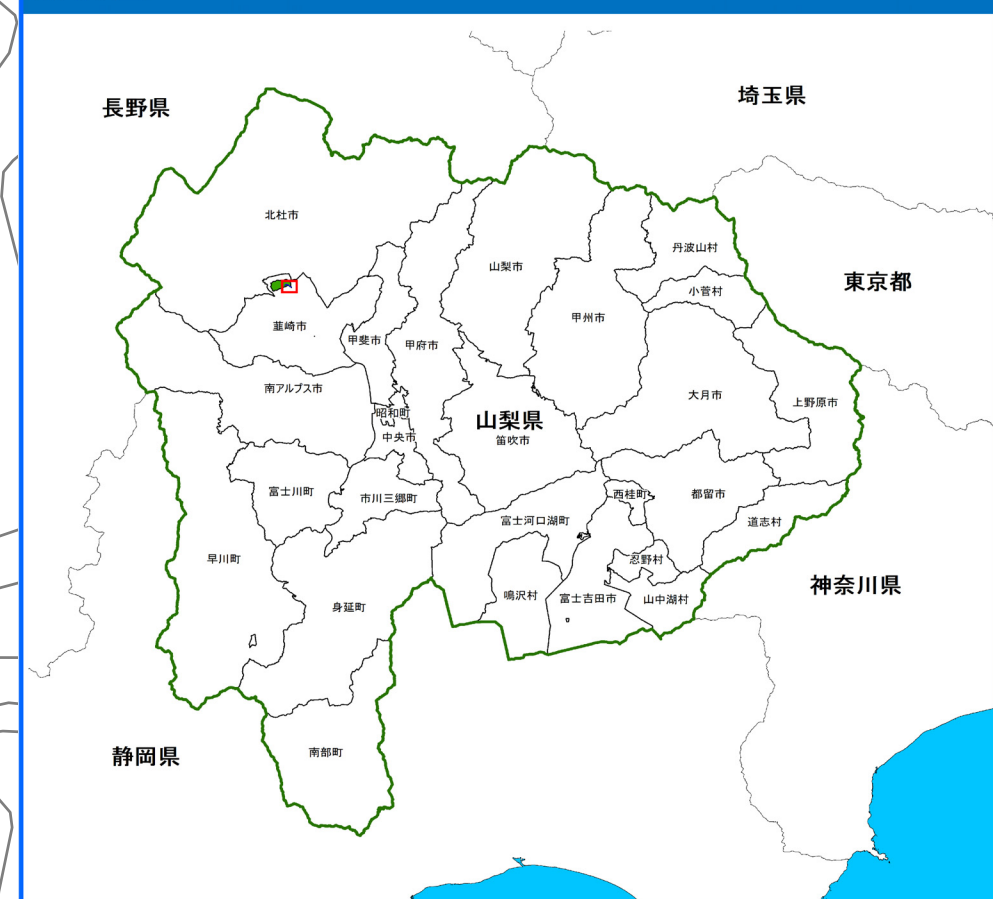 埼玉県
長野県
北杜市
丹波山村
山梨市
東京都
小菅村
甲州市
韮崎市
甲斐市
甲府市
南アルプス市
大月市
上野原市
昭和町
山梨県
中央市
笛吹市
富士川町
市川三郷町
西桂町
都留市
富士河口湖町
道志村
早川町
忍野村
神奈川県
鳴沢村
富士吉田市
山中湖村
身延町
南部町
静岡県